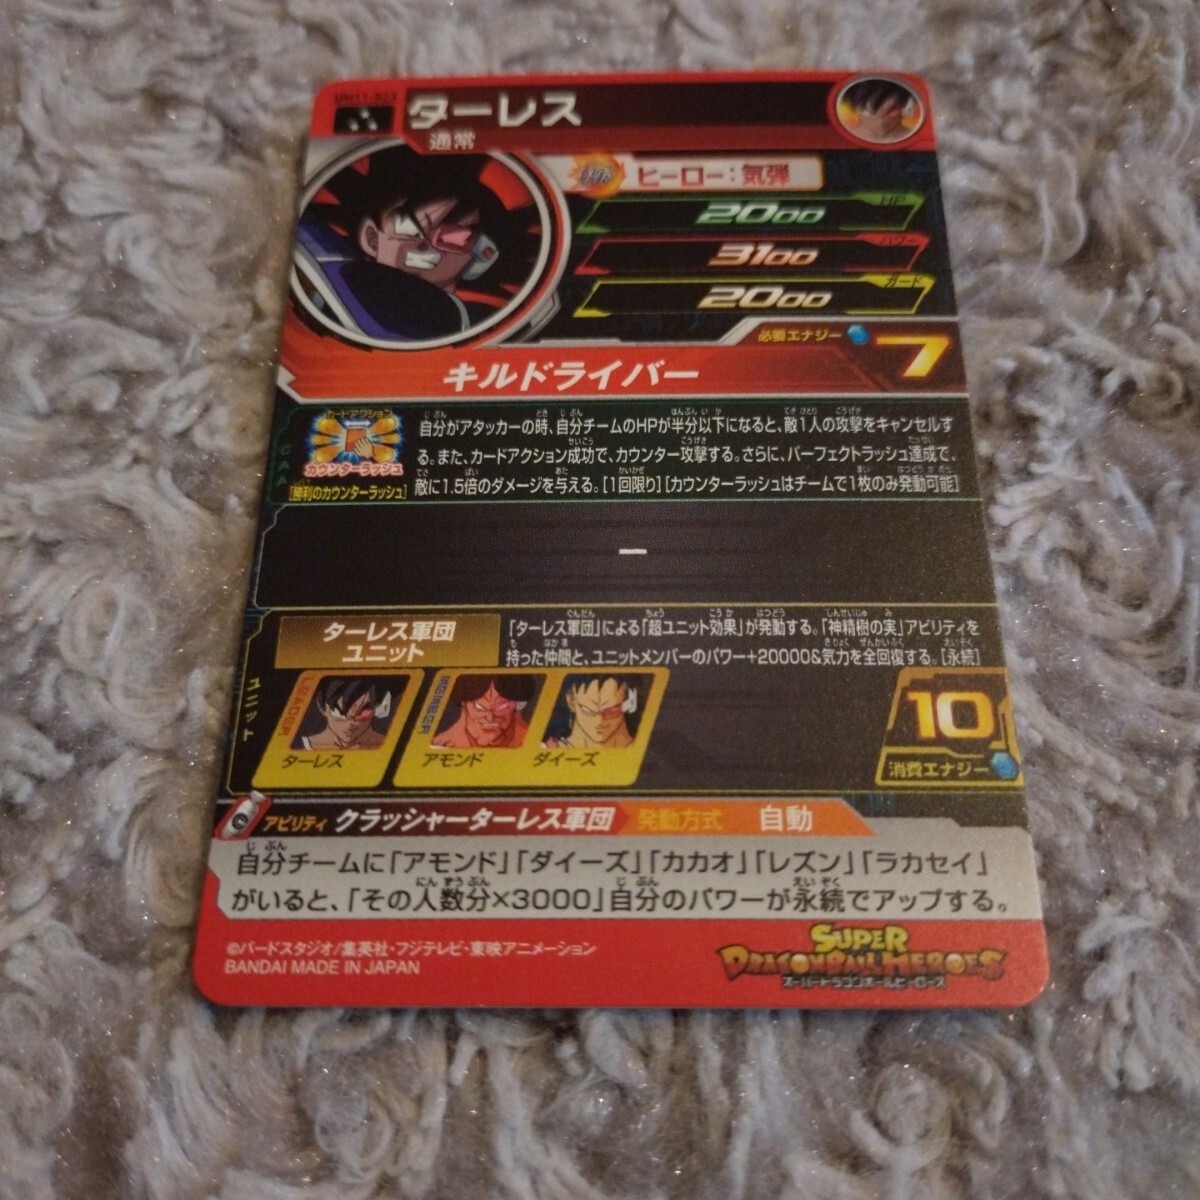 ターレス
通常
ヒーロー：気弾
HP
2000
パワー
3100
ガード
2000
必要エナジー 7
キルドライバー
CAA
カードアクション
カウンターラッシュ
[勝利のカウンターラッシュ]
自分がアタッカーの時、自分チームのHPが半分以下になると、敵1人の攻撃をキャンセルす
る。また、カードアクション成功で、カウンター攻撃する。さらに、パーフェクトラッシュ達成で、
敵に1.5倍のダメージを与える。[1回限り][カウンターラッシュはチームで1枚のみ発動可能]
ー
ユニット
ターレス軍団
ユニット
「ターレス軍団」による「超ユニット効果」が発動する。「神精樹の実」アビリティを
持った仲間と、ユニットメンバーのパワー+20000&気力を全回復する。[永続]
LEADER
ターレス
MEMBER
アモンド
ダイーズ
10
消費エナジー
アビリティ クラッシャーターレス軍団 発動方式 自動
自分チームに「アモンド」「ダイーズ」「カカオ」「レズン」「ラカセイ」
がいると、「その人数分×3000」自分のパワーが永続でアップする。
©バードスタジオ/集英社・フジテレビ・東映アニメーション
BANDAI MADE IN JAPAN
SUPER
DRAGONBALL HEROES
スーパードラゴンボールヒーローズ